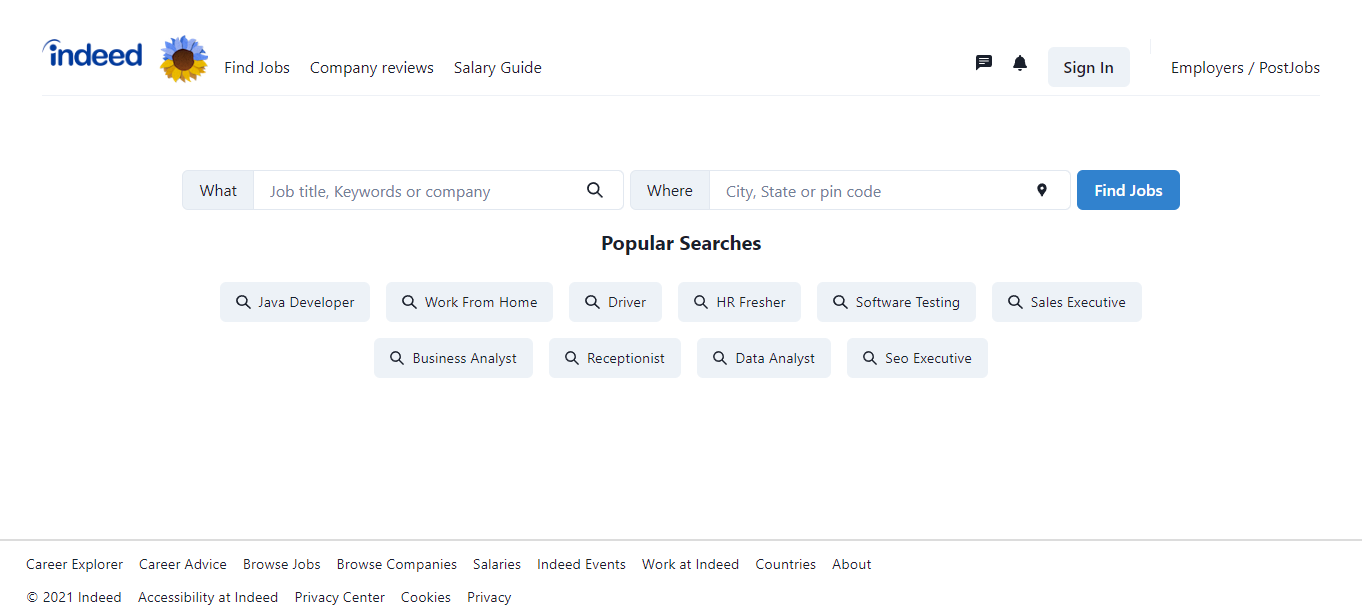 indeed Find Jobs Company reviews Salary Guide Sign In Employers / PostJobs
What Job title, Keywords or company Where City, State or pin code Find Jobs
Popular Searches
Java Developer Work From Home Driver HR Fresher Software Testing Sales Executive
Business Analyst Receptionist Data Analyst Seo Executive
Career Explorer Career Advice Browse Jobs Browse Companies Salaries Indeed Events Work at Indeed Countries About
© 2021 Indeed Accessibility at Indeed Privacy Center Cookies Privacy